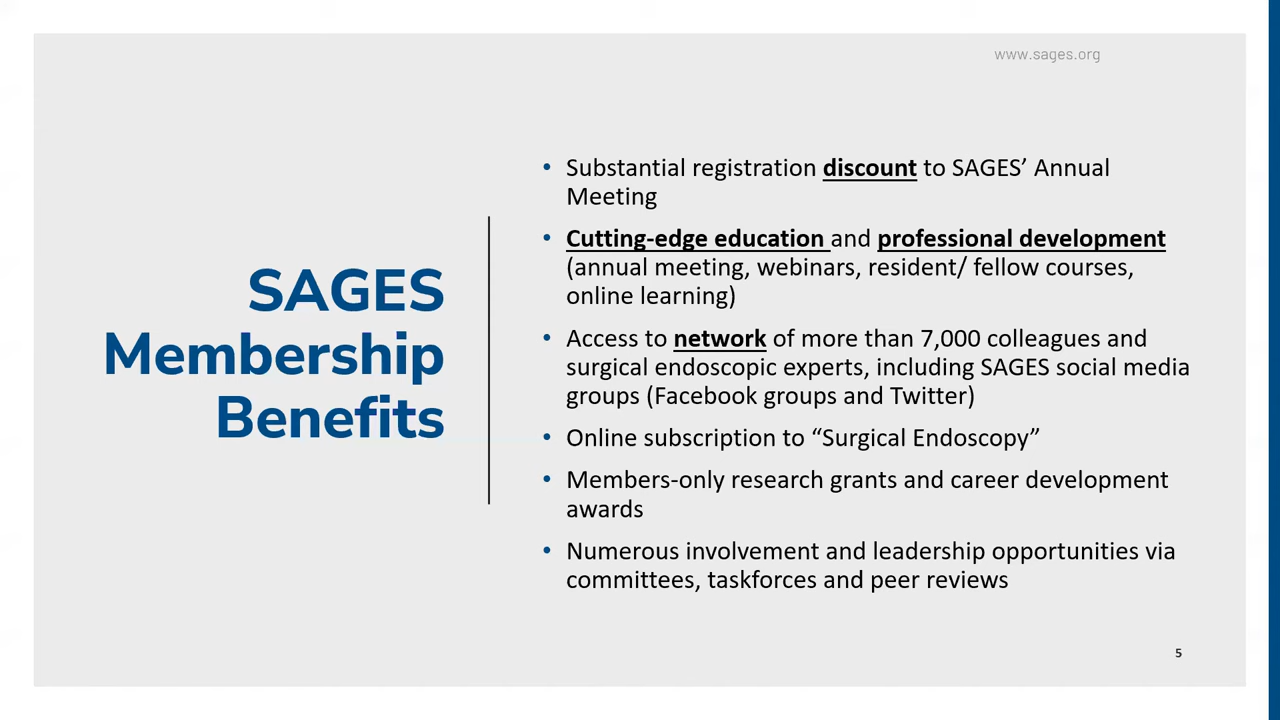 www.sages.org
SAGES
Membership
Benefits
• Substantial registration discount to SAGES’ Annual
Meeting
• Cutting-edge education and professional development
(annual meeting, webinars, resident/ fellow courses,
online learning)
• Access to network of more than 7,000 colleagues and
surgical endoscopic experts, including SAGES social media
groups (Facebook groups and Twitter)
• Online subscription to “Surgical Endoscopy”
• Members-only research grants and career development
awards
• Numerous involvement and leadership opportunities via
committees, taskforces and peer reviews
5